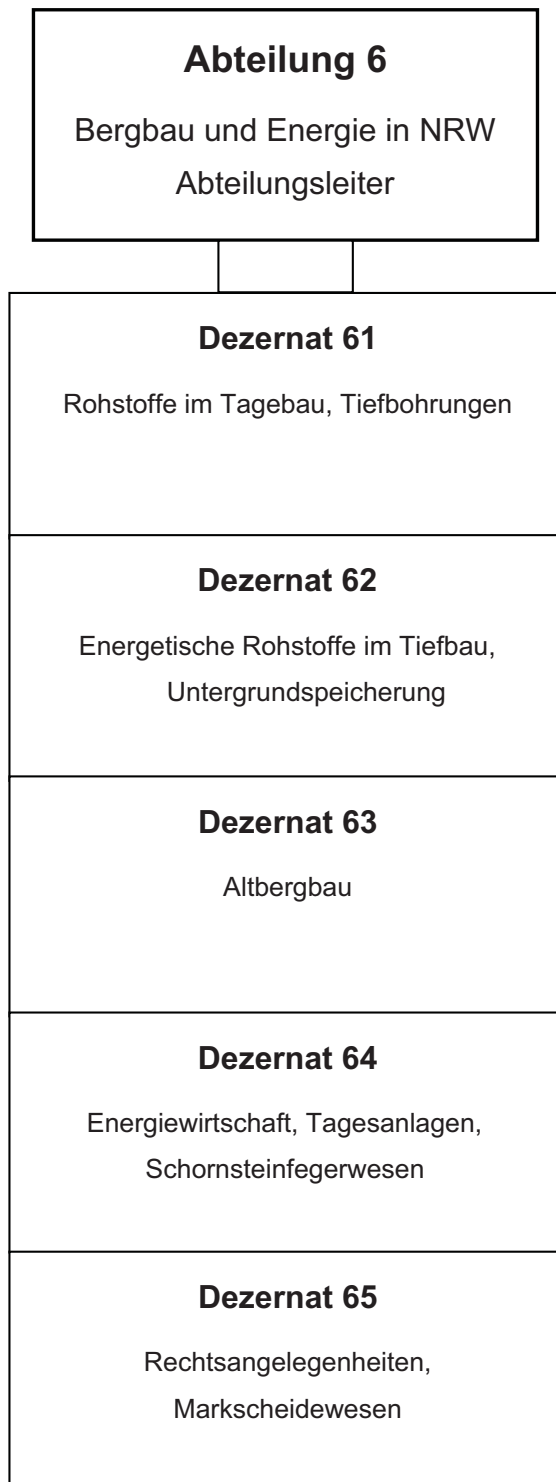 Abteilung 6
Bergbau und Energie in NRW
Abteilungsleiter
Dezernat 61
Rohstoffe im Tagebau, Tiefbohrungen
Dezernat 62
Energetische Rohstoffe im Tiefbau,
Untergrundspeicherung
Dezernat 63
Altbergbau
Dezernat 64
Energiewirtschaft, Tagesanlagen,
Schornsteinfegerwesen
Dezernat 65
Rechtsangelegenheiten,
Markscheidewesen